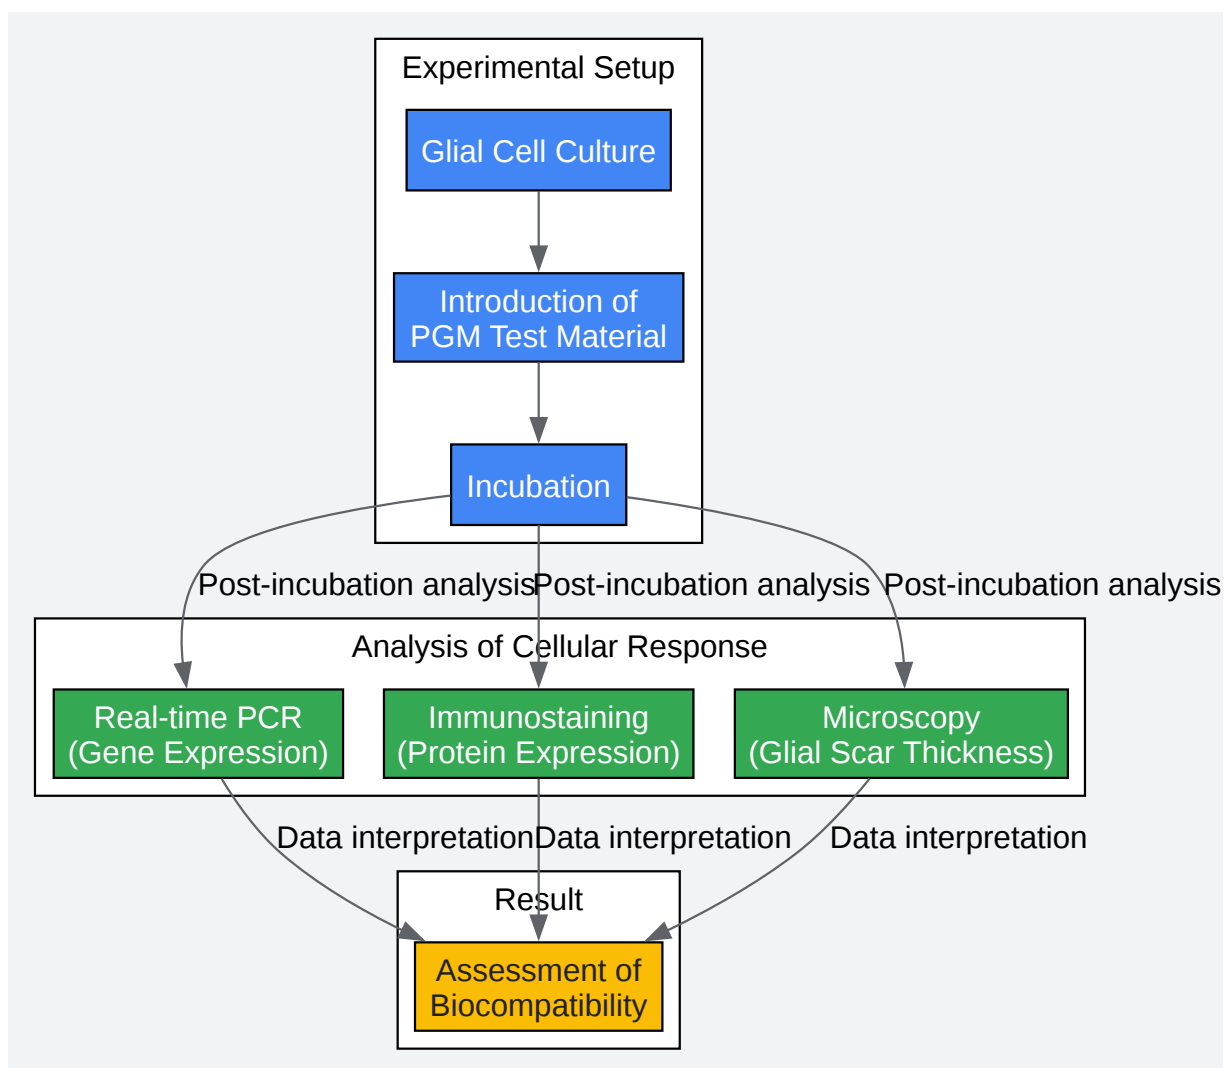 Experimental Setup
Glial Cell Culture
Introduction of
PGM Test Material
Incubation
Post-incubation analysis
Post-incubation analysis
Post-incubation analysis
Analysis of Cellular Response
Real-time PCR
(Gene Expression)
Immunostaining
(Protein Expression)
Microscopy
(Glial Scar Thickness)
Data interpretation
Data interpretation
Data interpretation
Result
Assessment of
Biocompatibility